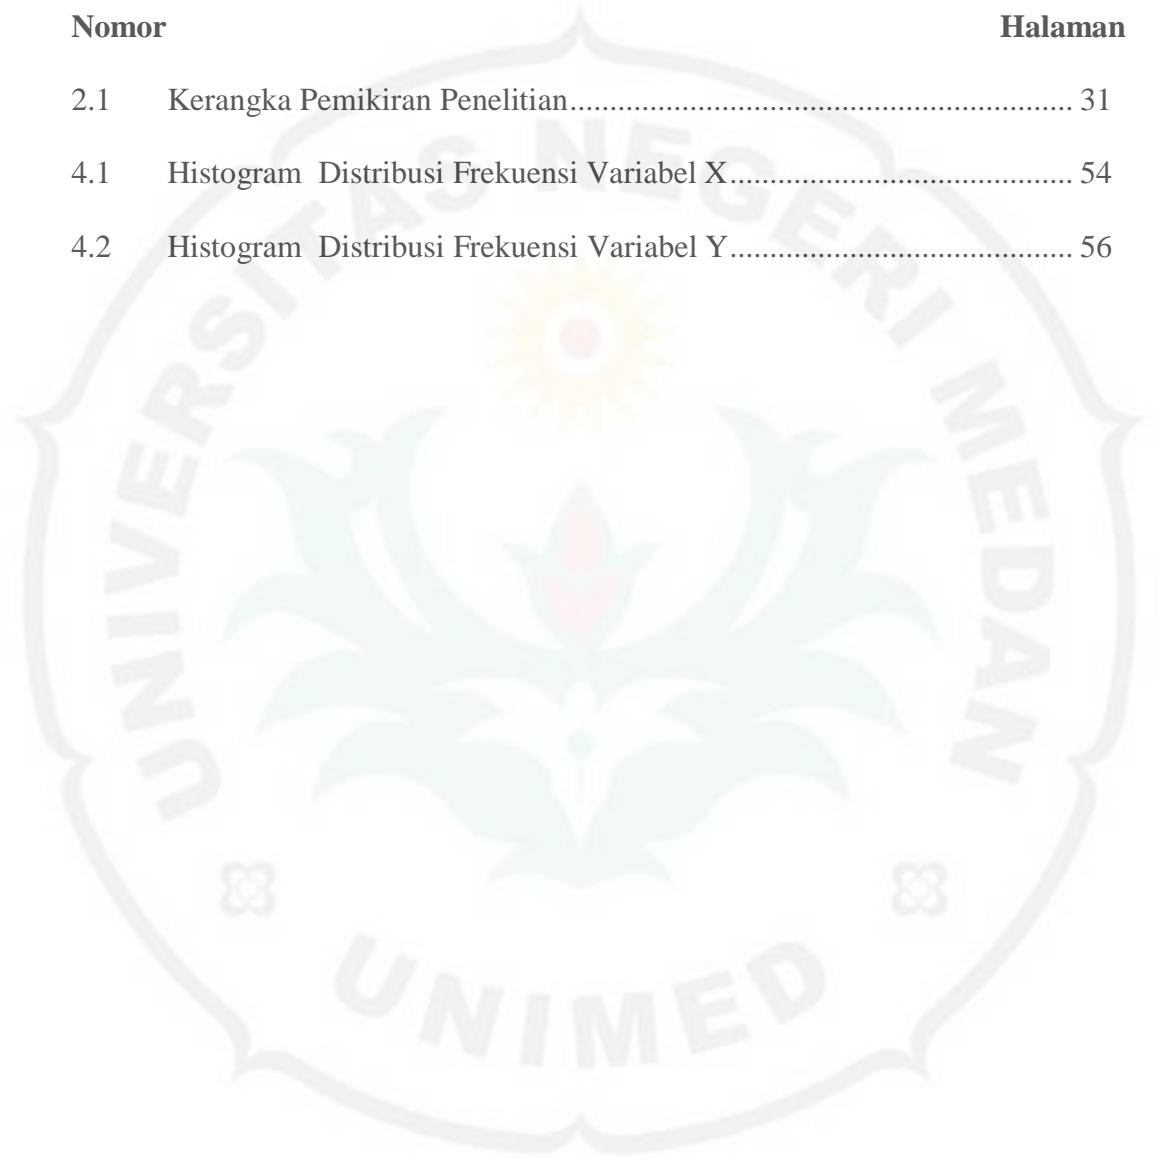 Nomor Halaman
2.1 Kerangka Pemikiran Penelitian................................................................ 31
4.1 Histogram Distribusi Frekuensi Variabel X........................................... 54
4.2 Histogram Distribusi Frekuensi Variabel Y........................................... 56
UNIVERSITAS NEGERI MEDAN
UNIMED